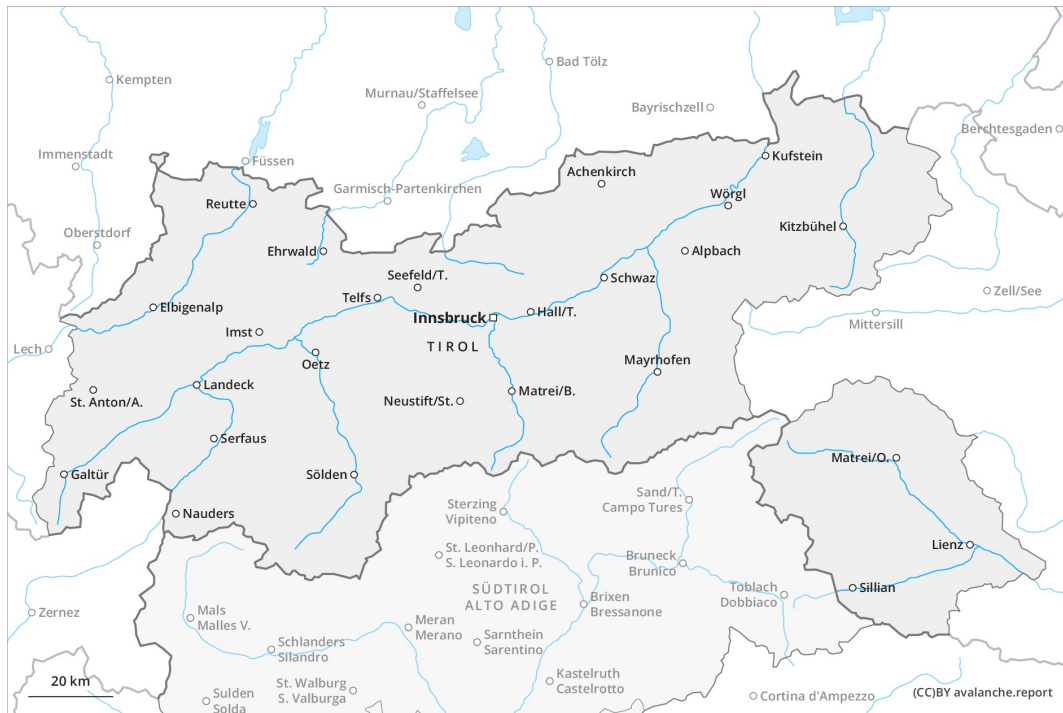 Kempten
Bad Tölz
Murnau/Staffelsee
Bayrischzell
Berchtesgaden
Immenstadt
Füssen
Kufstein
Achenkirch
Garmisch-Partenkirchen
Wörgl
Reutte
Oberstdorf
Kitzbühel
Ehrwald
Alpbach
Seefeld/T.
Schwaz
Zell/See
Telfs
Elbigenalp
Innsbruck
Hall/T.
Mittersill
Imst
TIROL
Lech
Oetz
Mayrhofen
Landeck
St. Anton/A.
Neustift/St.
Matrei/B.
Serfaus
Matrei/O.
Galtür
Sölden
Sand/T.
Campo Tures
Sterzing
Vipiteno
Nauders
Lienz
St. Leonhard/P.
S. Leonardo i. P.
Bruneck
Brunico
SÜDTIROL
ALTO ADIGE
Sillian
Toblach
Dobbiaco
Brixen
Bressanone
Zernez
Mals
Malles V.
Meran
Merano
Sarnthein
Sarentino
Schlanders
Silandro
20 km
St. Walburg
S. Valburga
Kastelruth
Castelrotto
Sulden
Solda
Cortina d'Ampezzo
(CC)BY avalanche.report